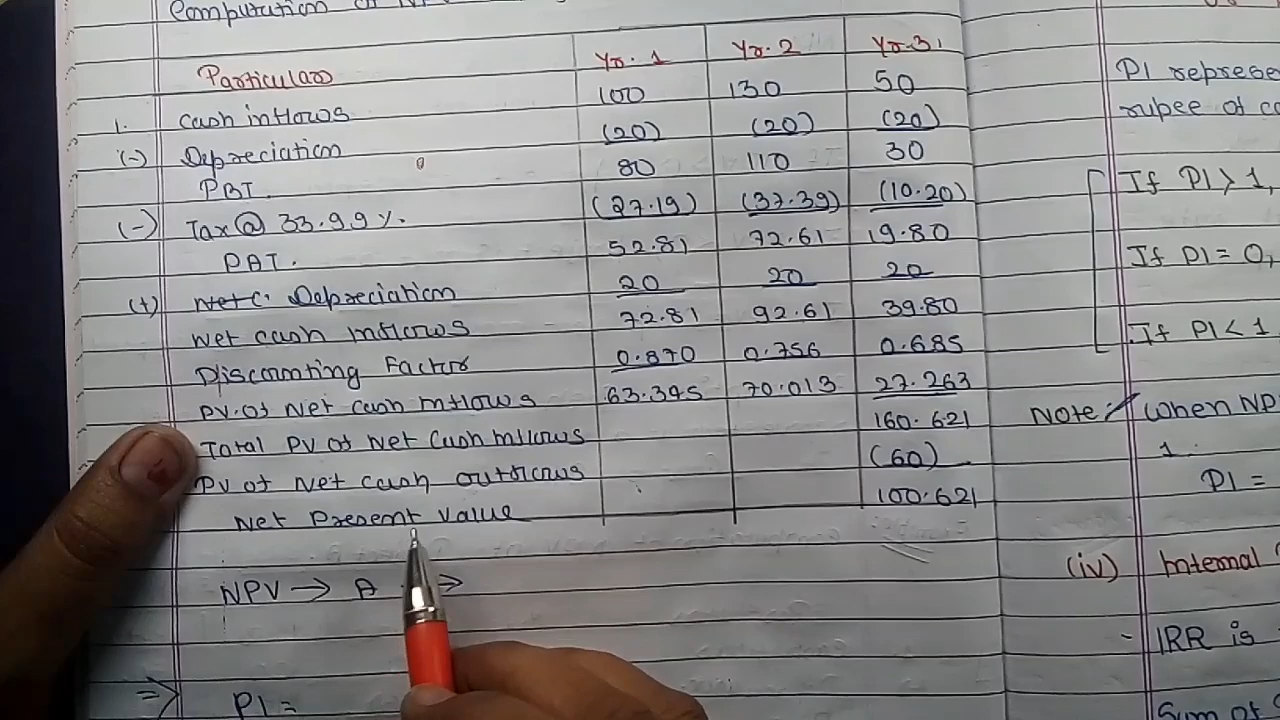 Computation of NPV
Particulars Yr. 1 Yr. 2 Yr. 3
1. Cash inflows 100 130 50
(-) Depreciation (20) (20) (20)
PBT 80 110 30
(-) Tax @ 33.99%. (27.19) (37.39) (10.20)
PAT. 52.81 72.61 19.80
(+) Net C. Depreciation 20 20 20
Net cash inflows 72.81 92.61 39.80
Discounting Factor 0.870 0.756 0.685
PV. of Net Cash inflows 63.345 70.013 27.263
Total PV of Net Cash inflows 160.621
PV of Net cash outflows (60)
Net Present value 100.621
NPV → A ⇒
⇒ PI =
PI represe
rupee of co
If PI > 1,
If PI = 0,
If PI < 1
Note: When NP
1.
PI =
(iv) Internal
- IRR is
Sum of